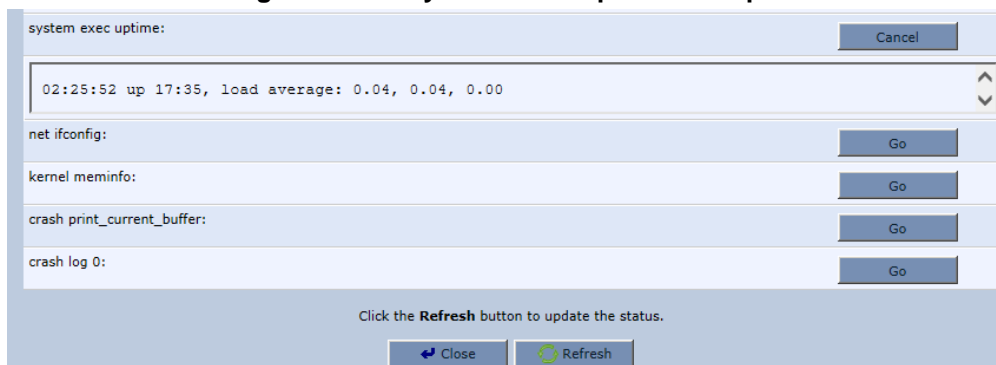 system exec uptime:
Cancel
02:25:52 up 17:35, load average: 0.04, 0.04, 0.00
net ifconfig:
Go
kernel meminfo:
Go
crash print_current_buffer:
Go
crash log 0:
Go
Click the Refresh button to update the status.
Close
Refresh